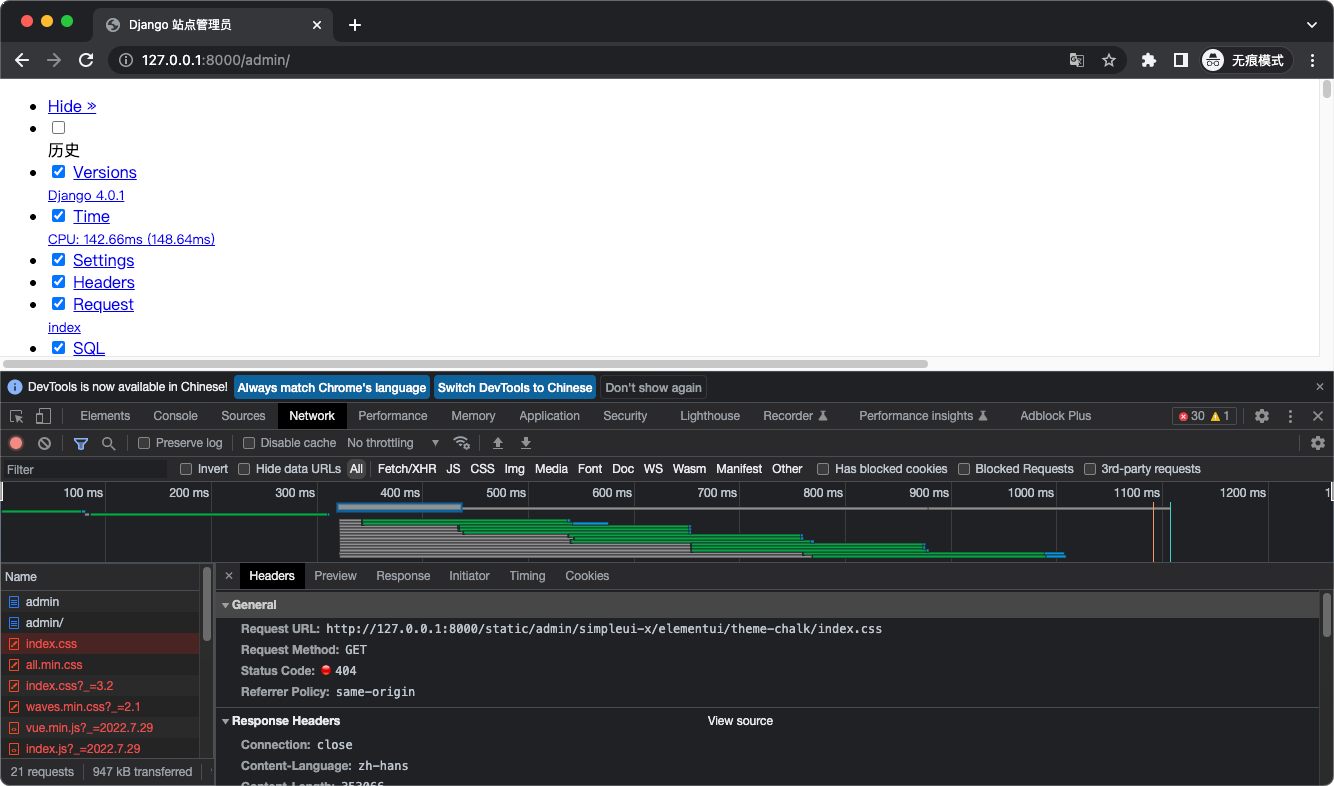 Django 站点管理员
127.0.0.1:8000/admin/
无痕模式
Hide »
历史
Versions
Django 4.0.1
Time
CPU: 142.66ms (148.64ms)
Settings
Headers
Request
index
SQL
DevTools is now available in Chinese! Always match Chrome's language Switch DevTools to Chinese Don't show again
Elements Console Sources Network Performance Memory Application Security Lighthouse Recorder Performance insights Adblock Plus 30 1
Preserve log Disable cache No throttling
Filter Invert Hide data URLs All Fetch/XHR JS CSS Img Media Font Doc WS Wasm Manifest Other Has blocked cookies Blocked Requests 3rd-party requests
100 ms 200 ms 300 ms 400 ms 500 ms 600 ms 700 ms 800 ms 900 ms 1000 ms 1100 ms 1200 ms 1
Name
admin
admin/
index.css
all.min.css
index.css?_=3.2
waves.min.css?_=2.1
vue.min.js?_=2022.7.29
index.js?_=2022.7.29
21 requests 947 kB transferred
Headers Preview Response Initiator Timing Cookies
General
Request URL: http://127.0.0.1:8000/static/admin/simpleui-x/elementui/theme-chalk/index.css
Request Method: GET
Status Code: 404
Referrer Policy: same-origin
Response Headers View source
Connection: close
Content-Language: zh-hans
Content-Length: 353066